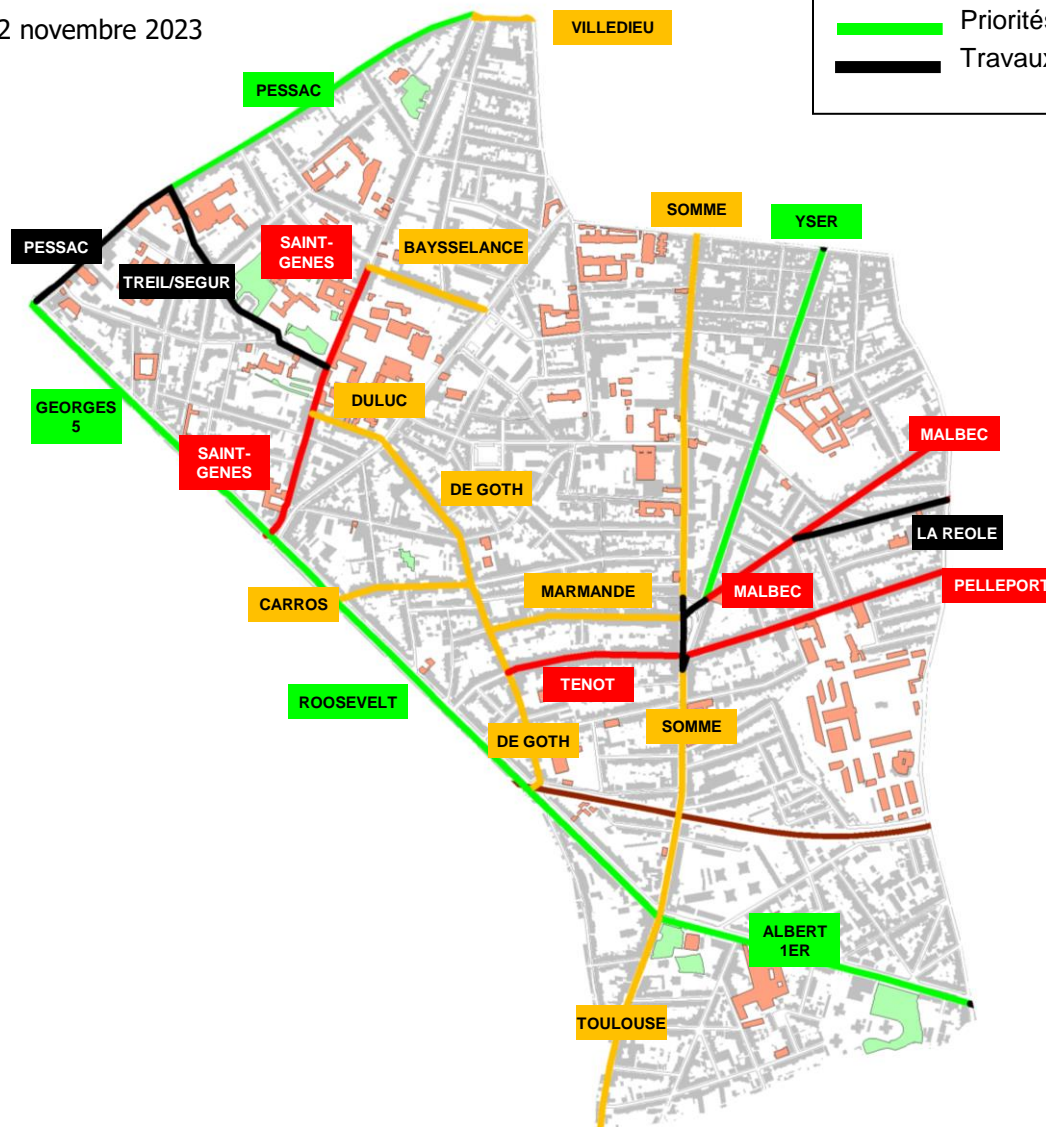 2 novembre 2023
Priorités
Travaux
VILLEDIEU
PESSAC
SOMME
YSER
PESSAC
SAINT-
GENES
BAYSSELANCE
TREIL/SEGUR
GEORGES
5
DULUC
SAINT-
GENES
MALBEC
DE GOTH
LA REOLE
CARROS
MARMANDE
MALBEC
PELLEPORT
TENOT
ROOSEVELT
DE GOTH
SOMME
ALBERT
1ER
TOULOUSE